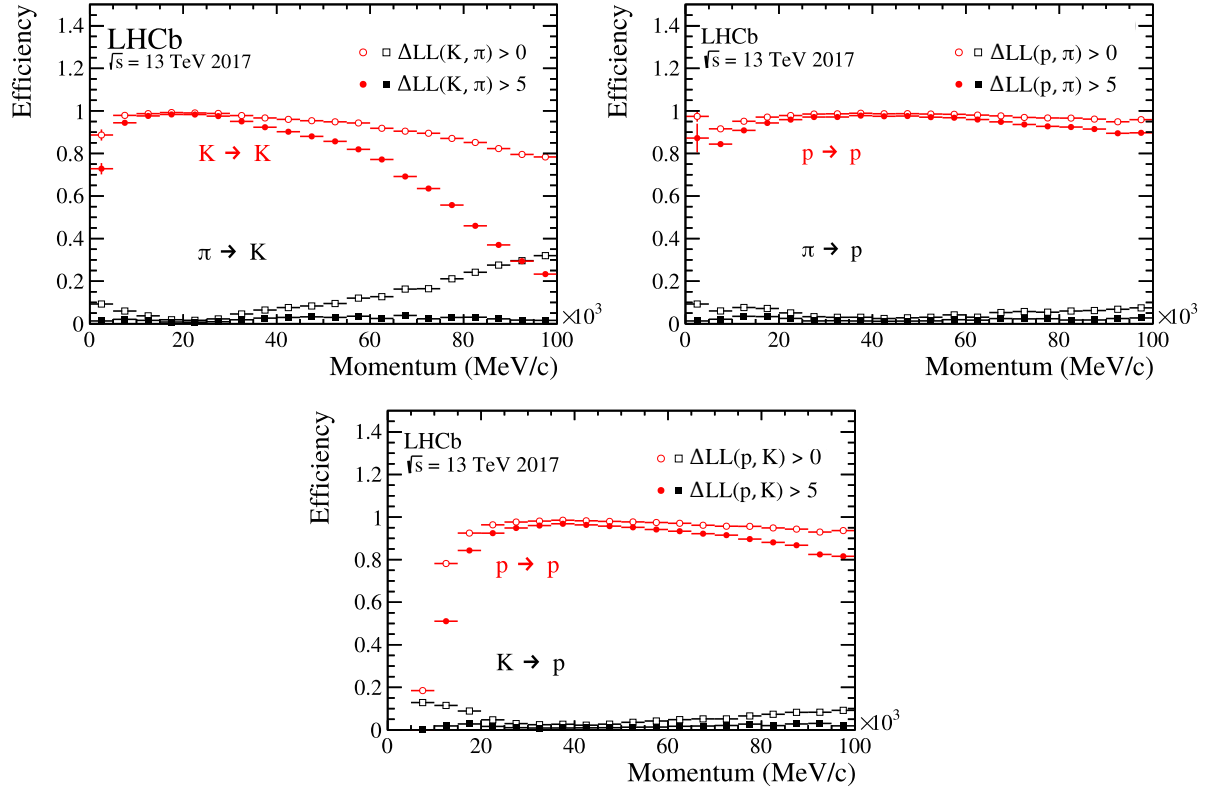 Efficiency
1.4
1.2
1
0.8
0.6
0.4
0.2
0
LHCb
√s = 13 TeV 2017
ΔLL(K, π) > 0
ΔLL(K, π) > 5
K → K
π → K
0 20 40 60 80 100
×10³
Momentum (MeV/c)
Efficiency
1.4
1.2
1
0.8
0.6
0.4
0.2
0
LHCb
√s = 13 TeV 2017
ΔLL(p, π) > 0
ΔLL(p, π) > 5
p → p
π → p
0 20 40 60 80 100
×10³
Momentum (MeV/c)
Efficiency
1.4
1.2
1
0.8
0.6
0.4
0.2
0
LHCb
√s = 13 TeV 2017
ΔLL(p, K) > 0
ΔLL(p, K) > 5
p → p
K → p
0 20 40 60 80 100
×10³
Momentum (MeV/c)